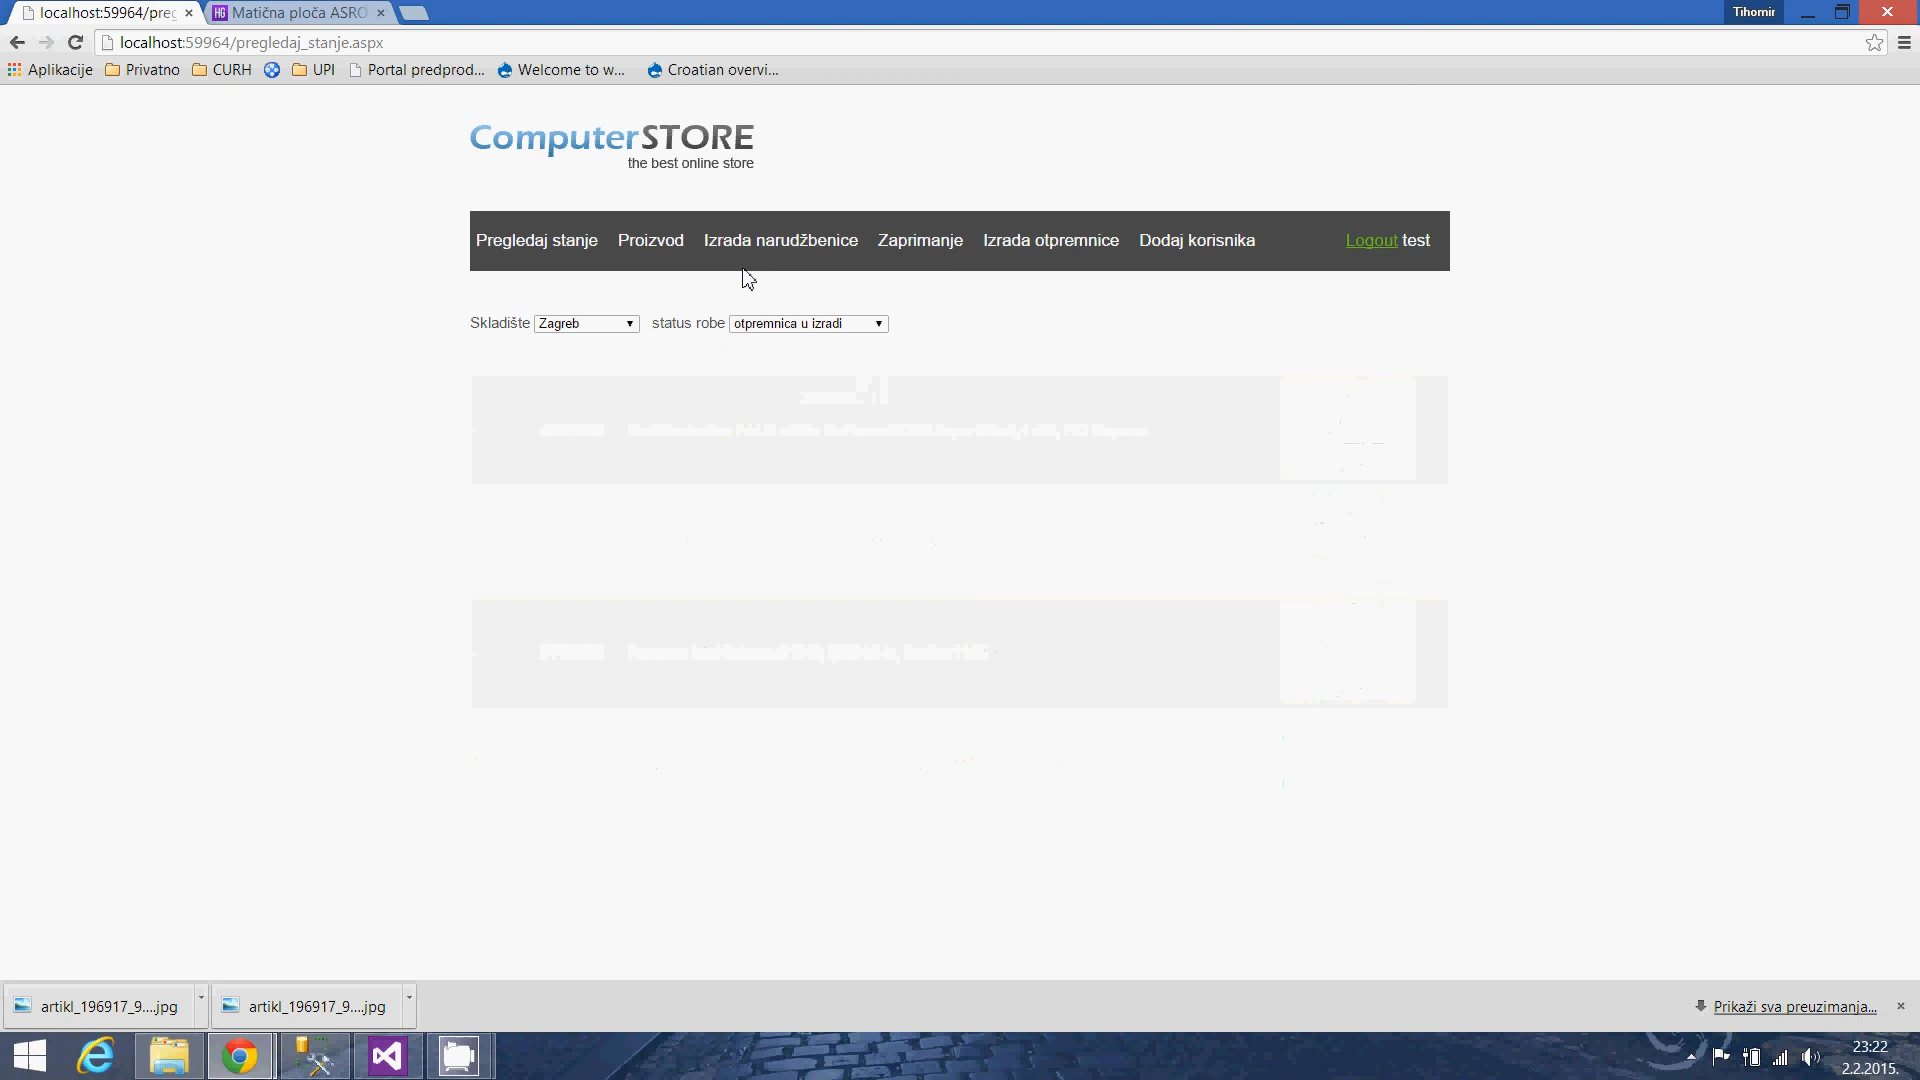 localhost:59964/preg
Matična ploča ASRO
Tihomir
localhost:59964/pregledaj_stanje.aspx
Aplikacije Privatno CURH UPI Portal predprod... Welcome to w... Croatian overvi...
ComputerSTORE
the best online store
Pregledaj stanje Proizvod Izrada narudžbenice Zaprimanje Izrada otpremnice Dodaj korisnika Logout test
Skladište Zagreb status robe otpremnica u izradi
artikl_196917_9....jpg artikl_196917_9....jpg Prikaži sva preuzimanja...
23:22
2.2.2015.